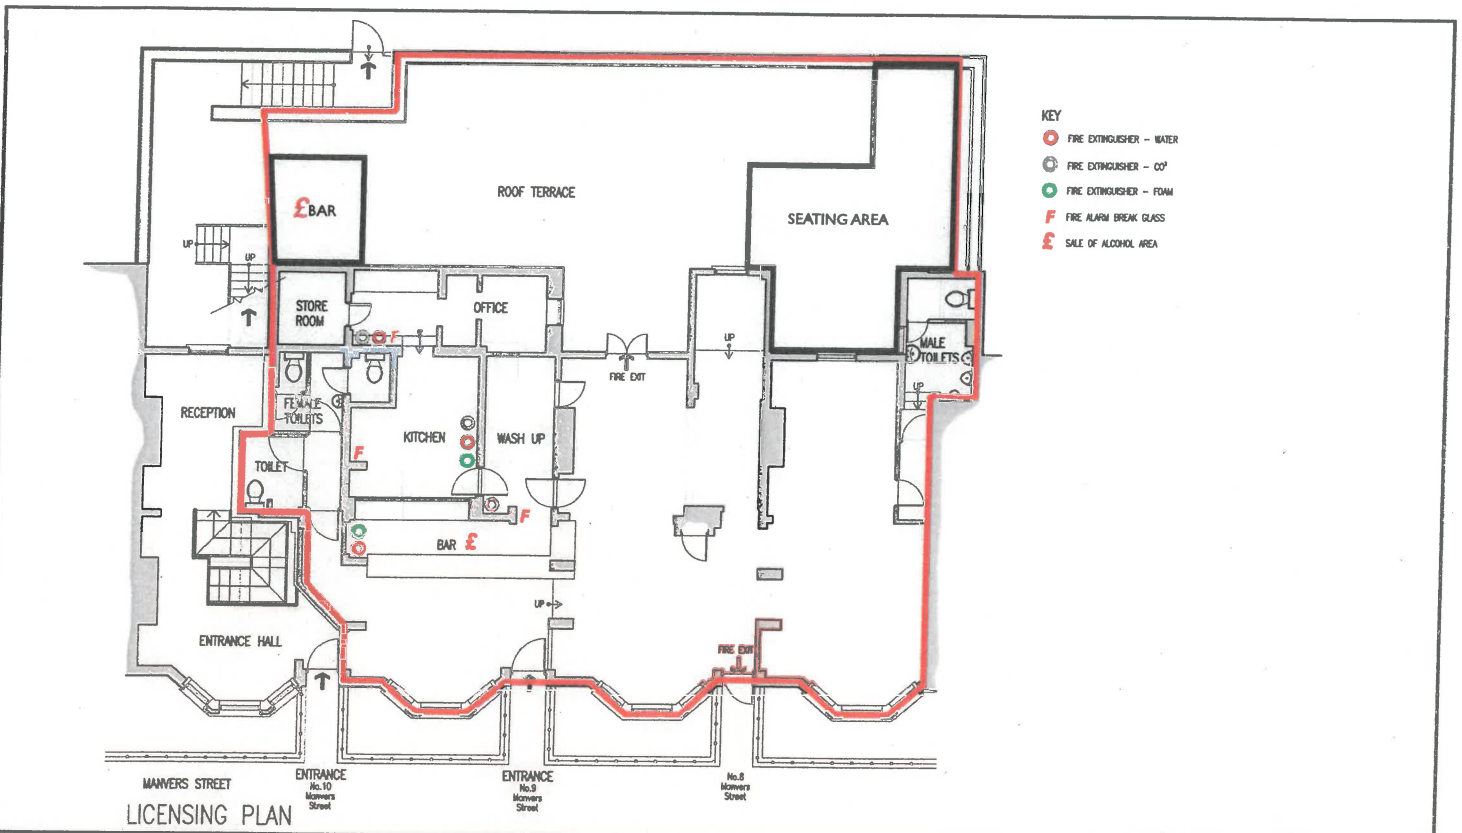 KEY
FIRE EXTINGUISHER - WATER
FIRE EXTINGUISHER - CO²
FIRE EXTINGUISHER - FOAM
F FIRE ALARM BREAK GLASS
£ SALE OF ALCOHOL AREA
£ BAR
ROOF TERRACE
SEATING AREA
UP
UP
STORE
ROOM
OFFICE
F
UP
MALE
TOILETS
UP
FIRE EXIT
RECEPTION
FEMALE
TOILETS
KITCHEN
WASH UP
F
TOILET
F
BAR £
UP
ENTRANCE HALL
FIRE EXIT
MANVERS STREET
ENTRANCE
No.10
Manvers
Street
ENTRANCE
No.9
Manvers
Street
No.8
Manvers
Street
LICENSING PLAN